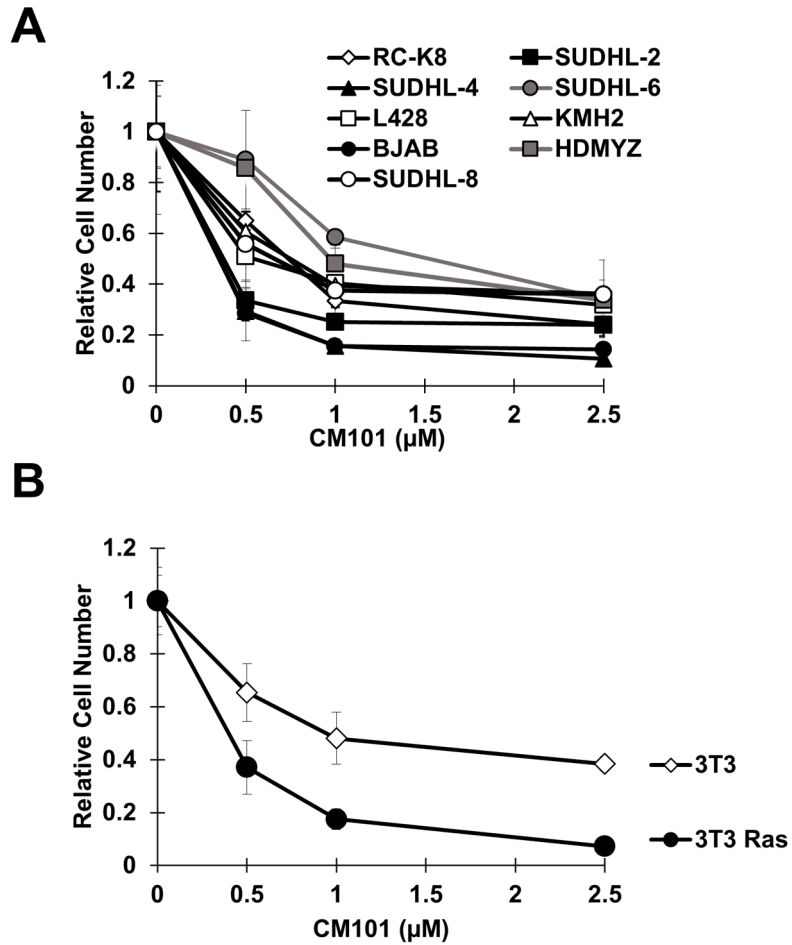 A
RC-K8
SUDHL-2
SUDHL-4
SUDHL-6
L428
KMH2
BJAB
HDMYZ
SUDHL-8
Relative Cell Number
1.2
1
0.8
0.6
0.4
0.2
0
0 0.5 1 1.5 2 2.5
CM101 (µM)
B
Relative Cell Number
1.2
1
0.8
0.6
0.4
0.2
0
3T3
3T3 Ras
0 0.5 1 1.5 2 2.5
CM101 (µM)